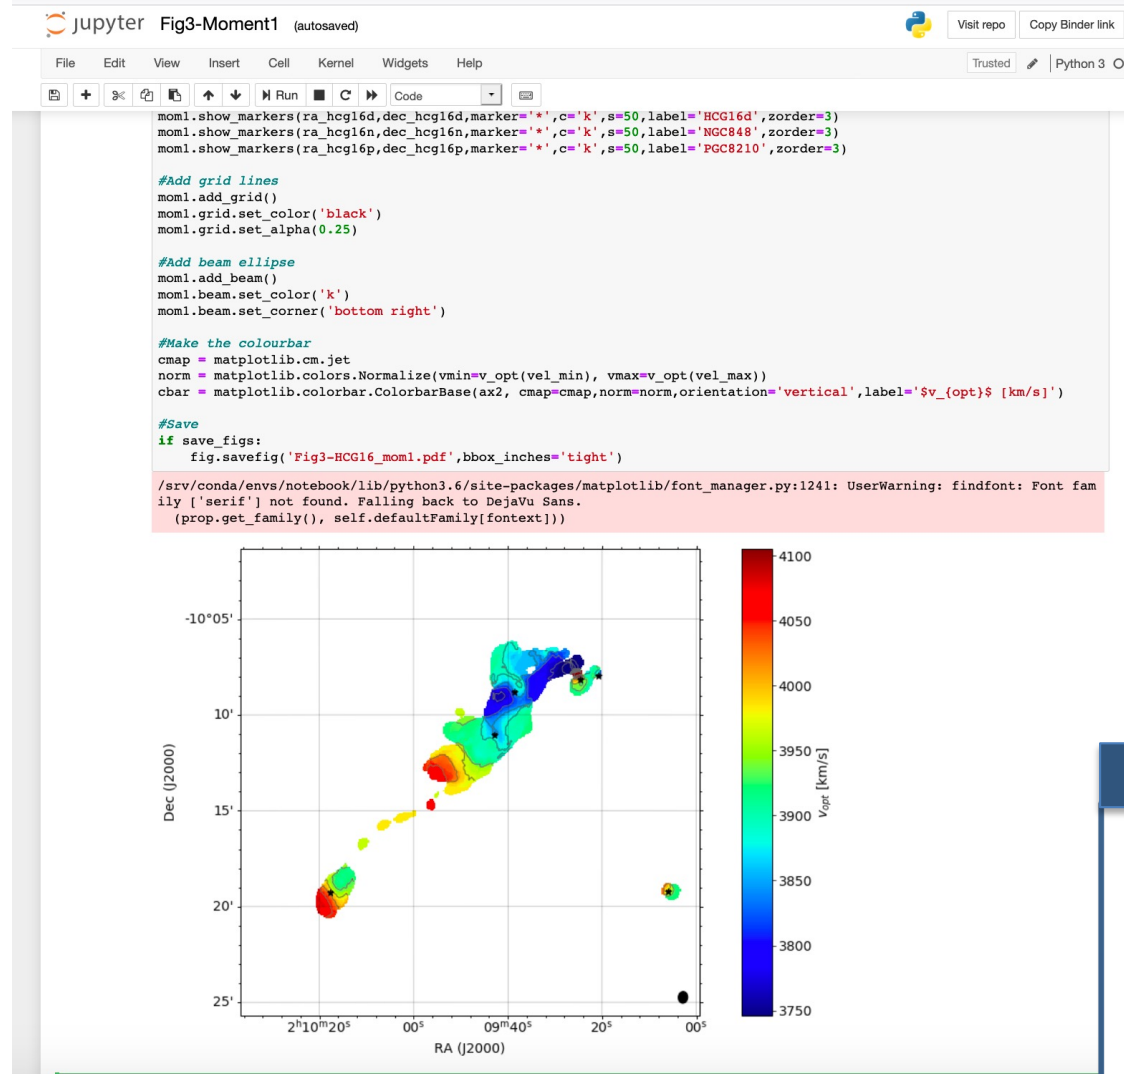 jupyter Fig3-Moment1 (autosaved)
Visit repo Copy Binder link
File Edit View Insert Cell Kernel Widgets Help
Trusted Python 3
Run Code
mom1.show_markers(ra_hcg16d,dec_hcg16d,marker='*',c='k',s=50,label='HCG16d',zorder=3)
mom1.show_markers(ra_hcg16n,dec_hcg16n,marker='*',c='k',s=50,label='NGC848',zorder=3)
mom1.show_markers(ra_hcg16p,dec_hcg16p,marker='*',c='k',s=50,label='PGC8210',zorder=3)
#Add grid lines
mom1.add_grid()
mom1.grid.set_color('black')
mom1.grid.set_alpha(0.25)
#Add beam ellipse
mom1.add_beam()
mom1.beam.set_color('k')
mom1.beam.set_corner('bottom right')
#Make the colourbar
cmap = matplotlib.cm.jet
norm = matplotlib.colors.Normalize(vmin=v_opt(vel_min), vmax=v_opt(vel_max))
cbar = matplotlib.colorbar.ColorbarBase(ax2, cmap=cmap,norm=norm,orientation='vertical',label='$v_{opt}$ [km/s]')
#Save
if save_figs:
fig.savefig('Fig3-HCG16_mom1.pdf',bbox_inches='tight')
/srv/conda/envs/notebook/lib/python3.6/site-packages/matplotlib/font_manager.py:1241: UserWarning: findfont: Font fam
ily ['serif'] not found. Falling back to DejaVu Sans.
(prop.get_family(), self.defaultFamily[fontext]))
4100
-10°05'
4050
4000
10'
3950
Dec (J2000)
v_opt [km/s]
15'
3900
3850
20'
3800
25'
3750
2h10m20s 00s 09m40s 20s 00s
RA (J2000)